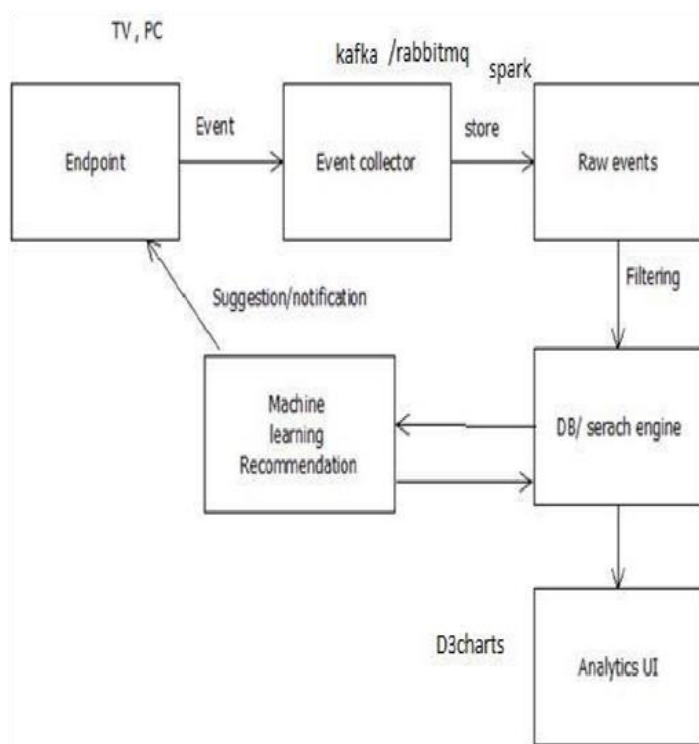 TV , PC
kafka /rabbitmq
spark
Endpoint
Event
Event collector
store
Raw events
Filtering
Suggestion/notification
Machine
learning
Recommendation
DB/ serach engine
D3charts
Analytics UI